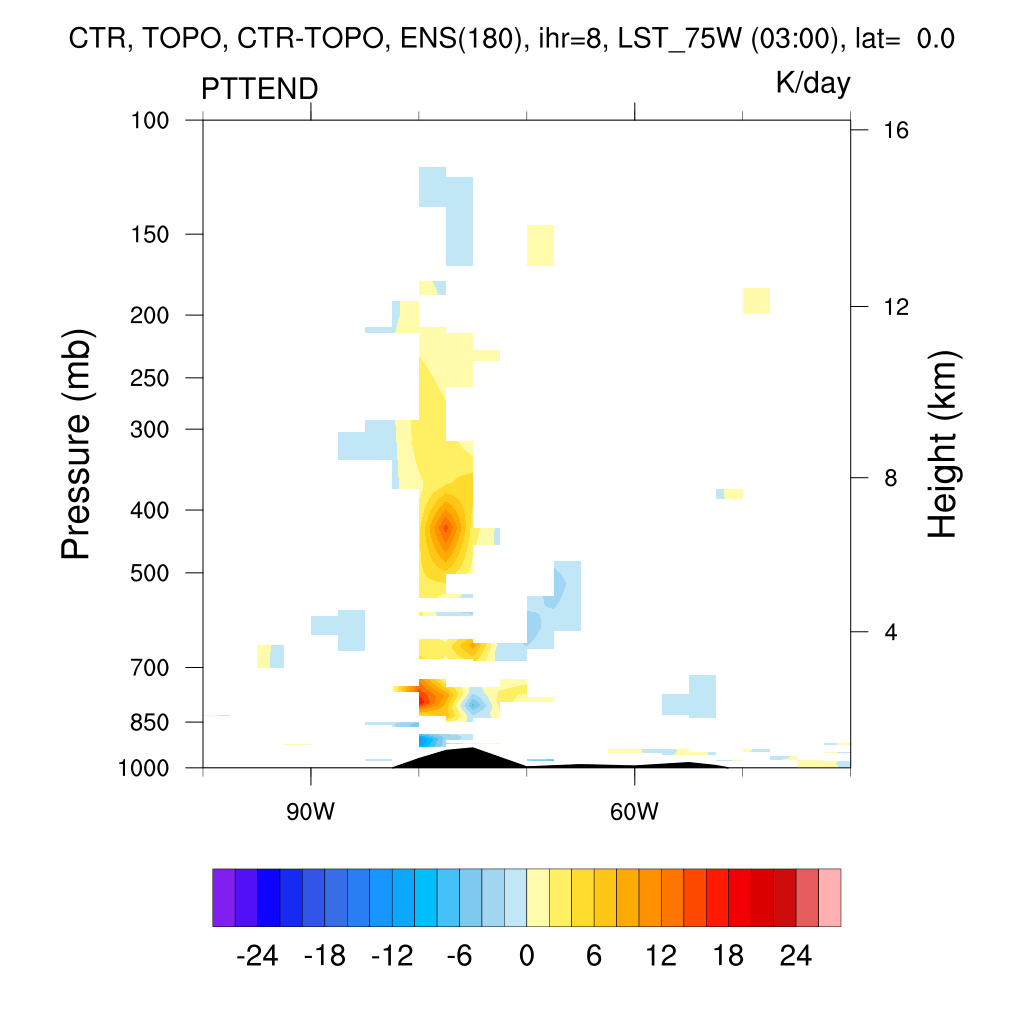 CTR, TOPO, CTR-TOPO, ENS(180), ihr=8, LST_75W (03:00), lat=  0.0
PTTEND
K/day
100
150
200
250
300
400
500
700
850
1000
Pressure (mb)
16
12
8
4
Height (km)
90W
60W
-24 -18 -12 -6 0 6 12 18 24